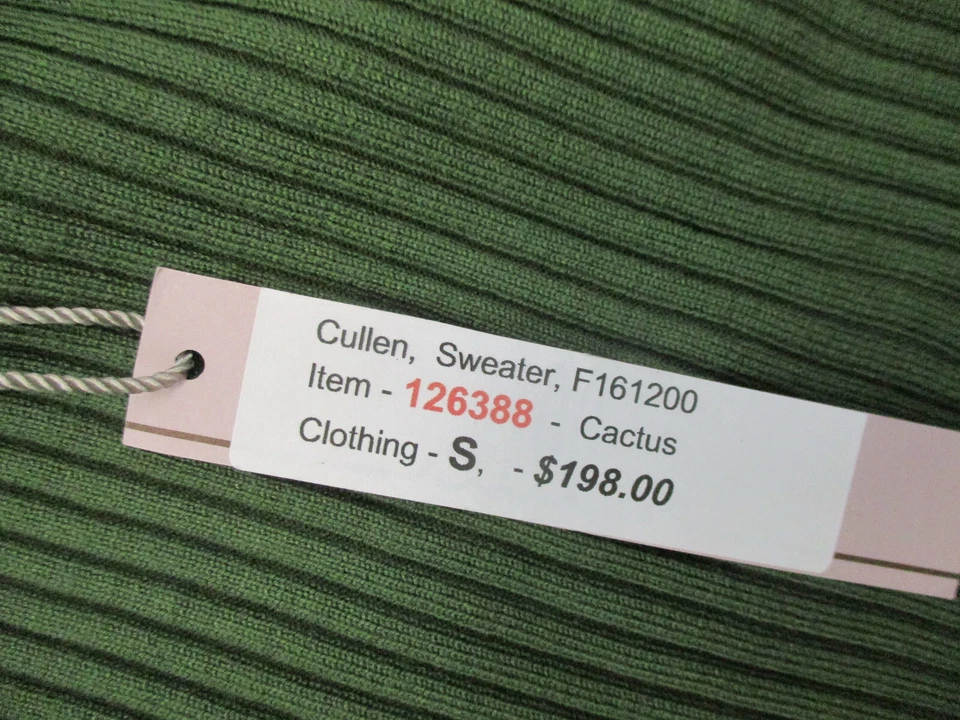 Cullen, Sweater, F161200
Item - 126388 - Cactus
Clothing - S, - $198.00